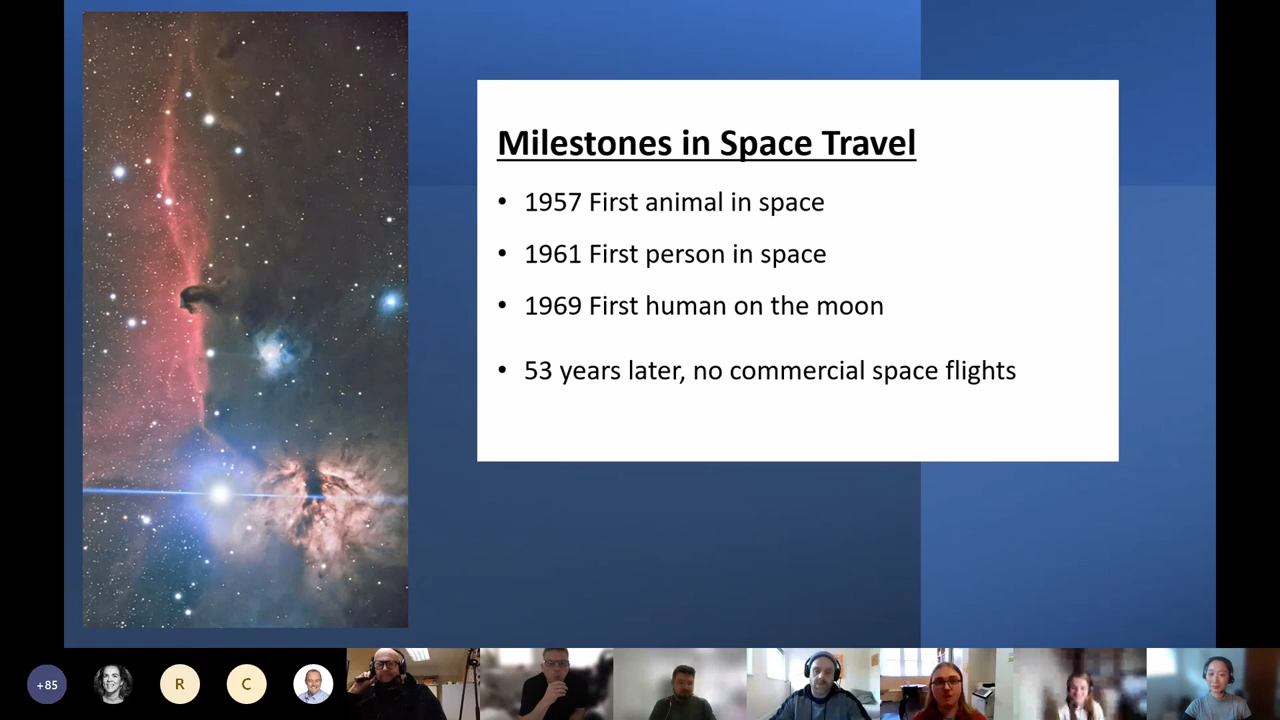 Milestones in Space Travel
• 1957 First animal in space
• 1961 First person in space
• 1969 First human on the moon
• 53 years later, no commercial space flights
+85
R
C